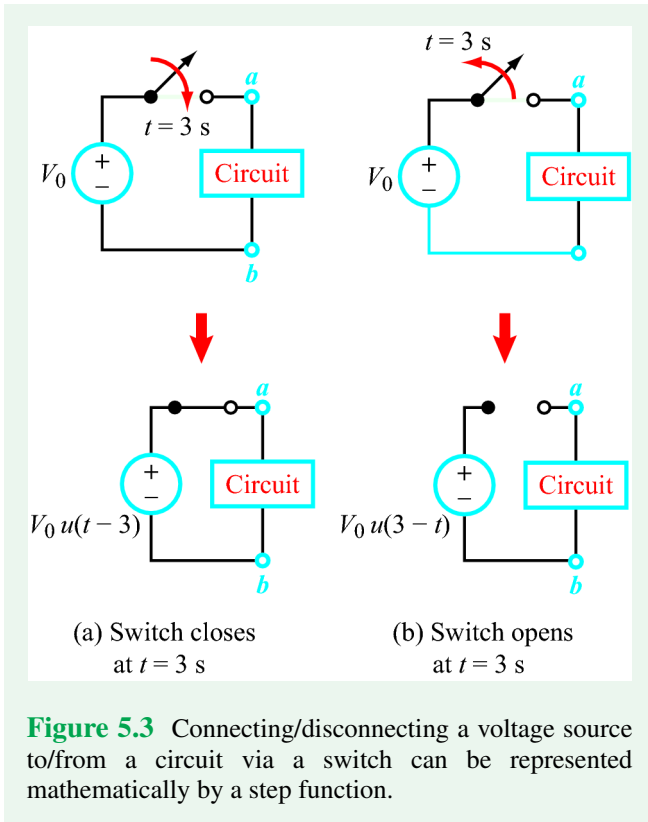 t = 3 s
a
t = 3 s
V0
+
−
Circuit
b
t = 3 s
a
V0
+
−
Circuit
a
+
−
Circuit
V0 u(t − 3)
b
a
+
−
Circuit
V0 u(3 − t)
b
(a) Switch closes
at t = 3 s
(b) Switch opens
at t = 3 s
Figure 5.3 Connecting/disconnecting a voltage source
to/from a circuit via a switch can be represented
mathematically by a step function.